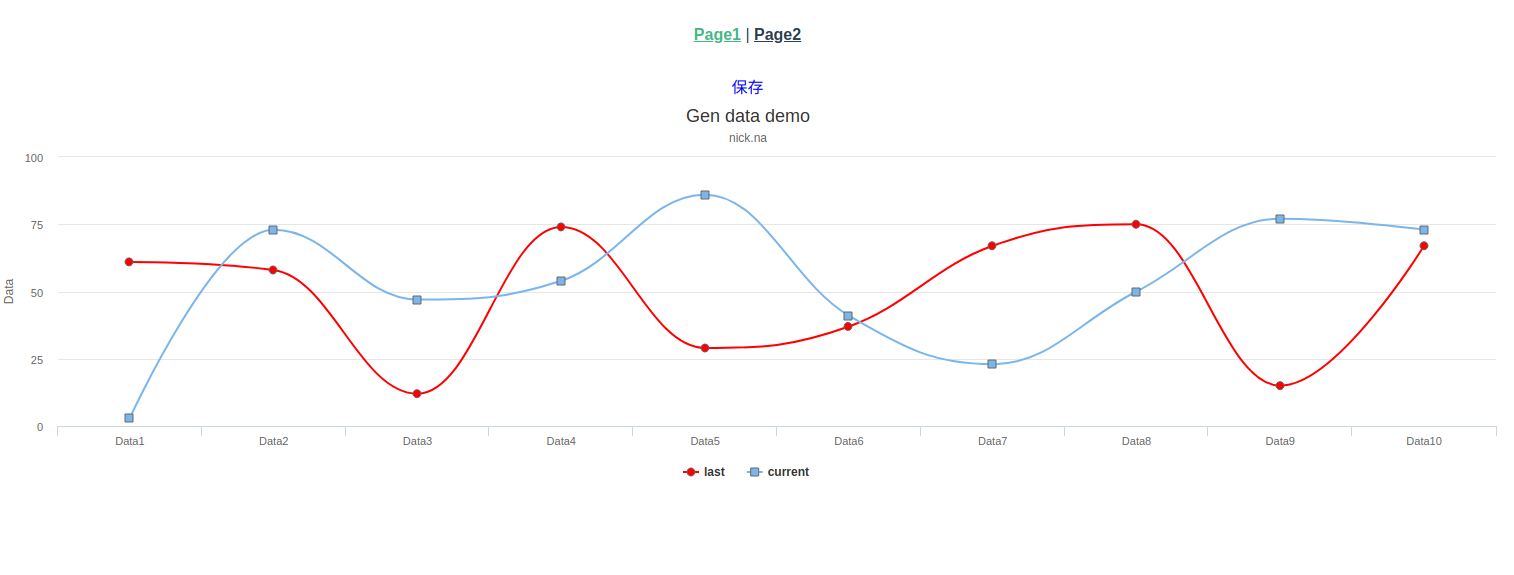 Page1 | Page2
保存
Gen data demo
nick.na
100
75
50
25
0
Data
Data1 Data2 Data3 Data4 Data5 Data6 Data7 Data8 Data9 Data10
last current